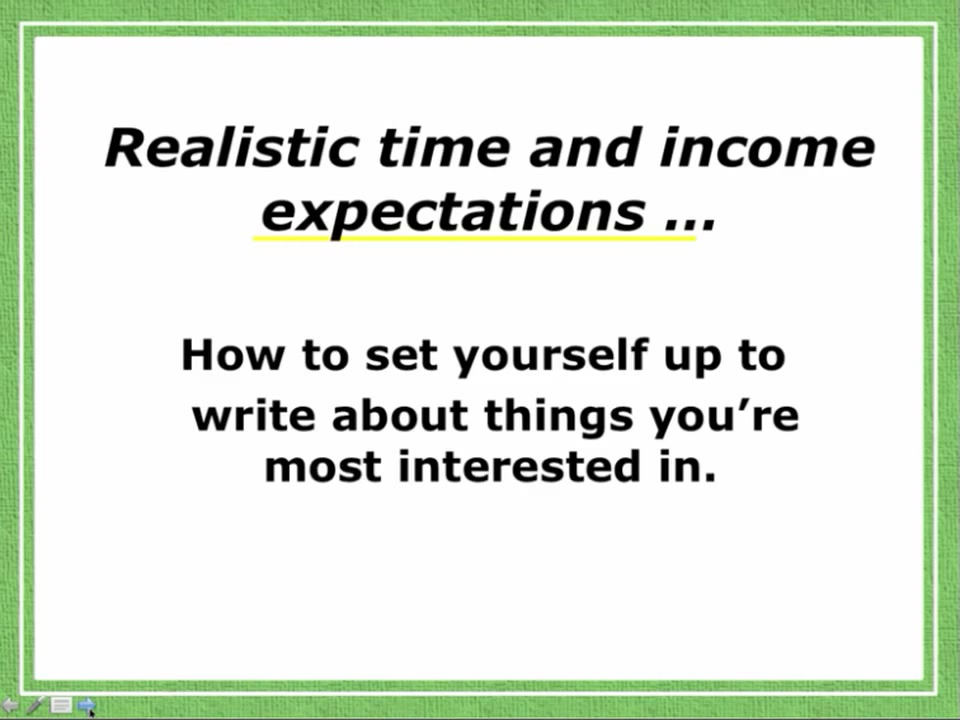 Realistic time and income
expectations ...
How to set yourself up to
write about things you’re
most interested in.